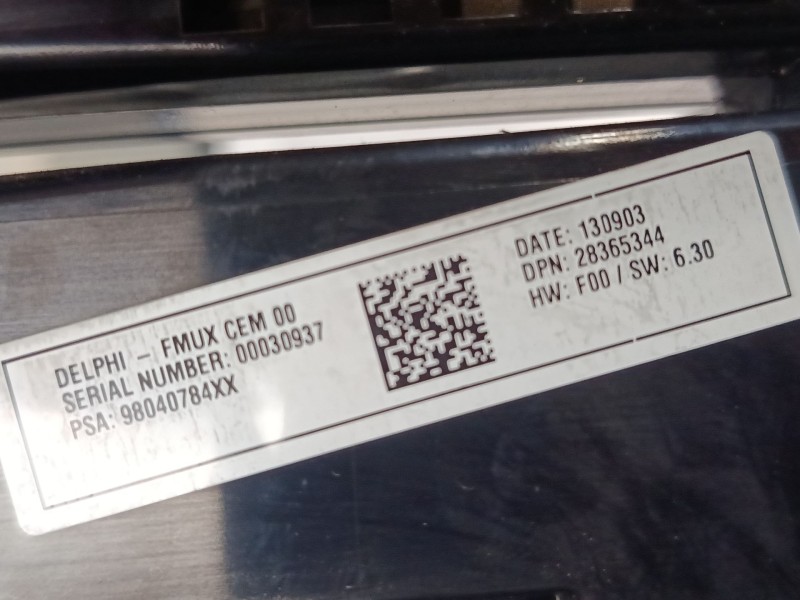 DELPHI - FMUX CEM 00
SERIAL NUMBER: 00030937
PSA: 98040784XX
DATE: 130903
DPN: 28365344
HW: F00 / SW: 6.30